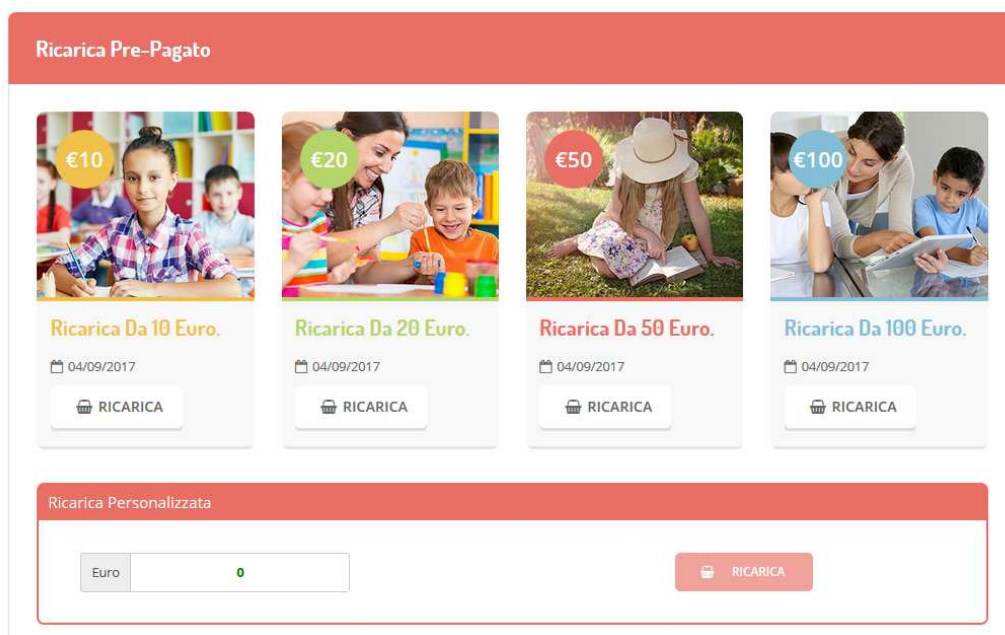 Ricarica Pre-Pagato
€10
€20
€50
€100
Ricarica Da 10 Euro.
Ricarica Da 20 Euro.
Ricarica Da 50 Euro.
Ricarica Da 100 Euro.
04/09/2017
04/09/2017
04/09/2017
04/09/2017
RICARICA
RICARICA
RICARICA
RICARICA
Ricarica Personalizzata
Euro 0
RICARICA